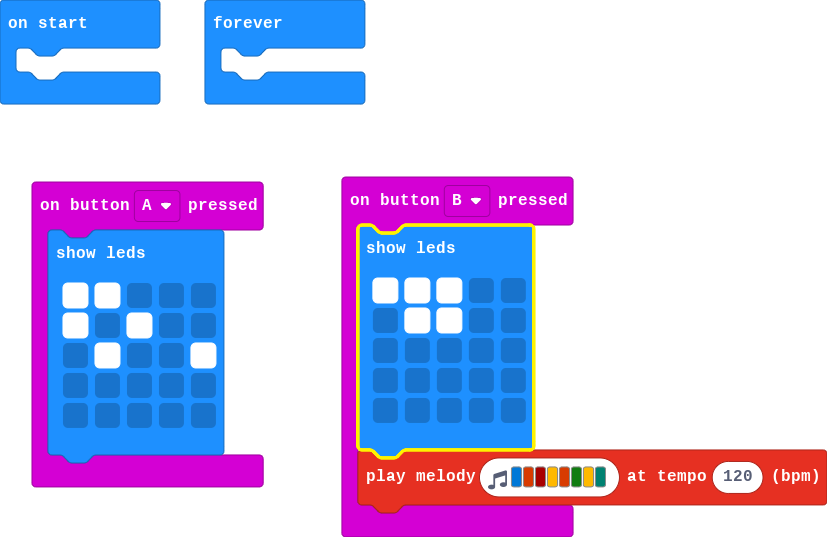 on start
forever
on button A pressed
show leds
on button B pressed
show leds
play melody at tempo 120 (bpm)